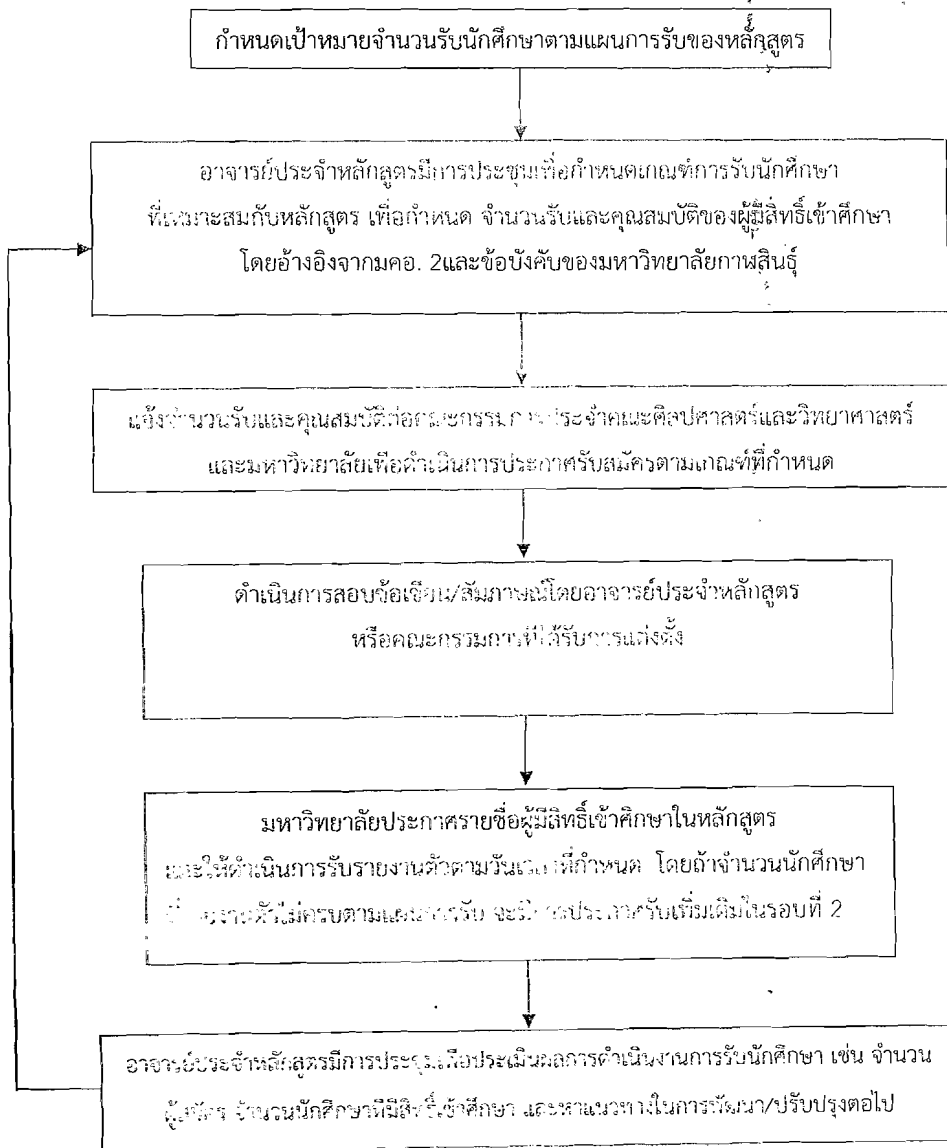 กำหนดเป้าหมายจำนวนรับนักศึกษาตามแผนการรับของหลักสูตร
อาจารย์ประจำหลักสูตรมีการประชุมเพื่อกำหนดเกณฑ์การรับนักศึกษา
ที่เหมาะสมกับหลักสูตร เพื่อกำหนด จำนวนรับและคุณสมบัติของผู้มีสิทธิ์เข้าศึกษา
โดยอ้างอิงจากมคอ. 2และข้อบังคับของมหาวิทยาลัยกาฬสินธุ์
แจ้งจำนวนรับและคุณสมบัติต่อคณะกรรมการประจำคณะศิลปศาสตร์และวิทยาศาสตร์
และมหาวิทยาลัยเพื่อดำเนินการประกาศรับสมัครตามเกณฑ์ที่กำหนด
ดำเนินการสอบข้อเขียน/สัมภาษณ์โดยอาจารย์ประจำหลักสูตร
หรือคณะกรรมการที่ได้รับการแต่งตั้ง
มหาวิทยาลัยประกาศรายชื่อผู้มีสิทธิ์เข้าศึกษาในหลักสูตร
และให้ดำเนินการรับรายงานตัวตามวันเวลาที่กำหนด โดยถ้าจำนวนนักศึกษา
ที่รายงานตัวไม่ครบตามแผนการรับ จะมีการประกาศรับเพิ่มเติมในรอบที่ 2
อาจารย์ประจำหลักสูตรมีการประชุมเพื่อประเมินผลการดำเนินงานการรับนักศึกษา เช่น จำนวน
ผู้สมัคร จำนวนนักศึกษาที่มีสิทธิ์เข้าศึกษา และหาแนวทางในการพัฒนา/ปรับปรุงต่อไป